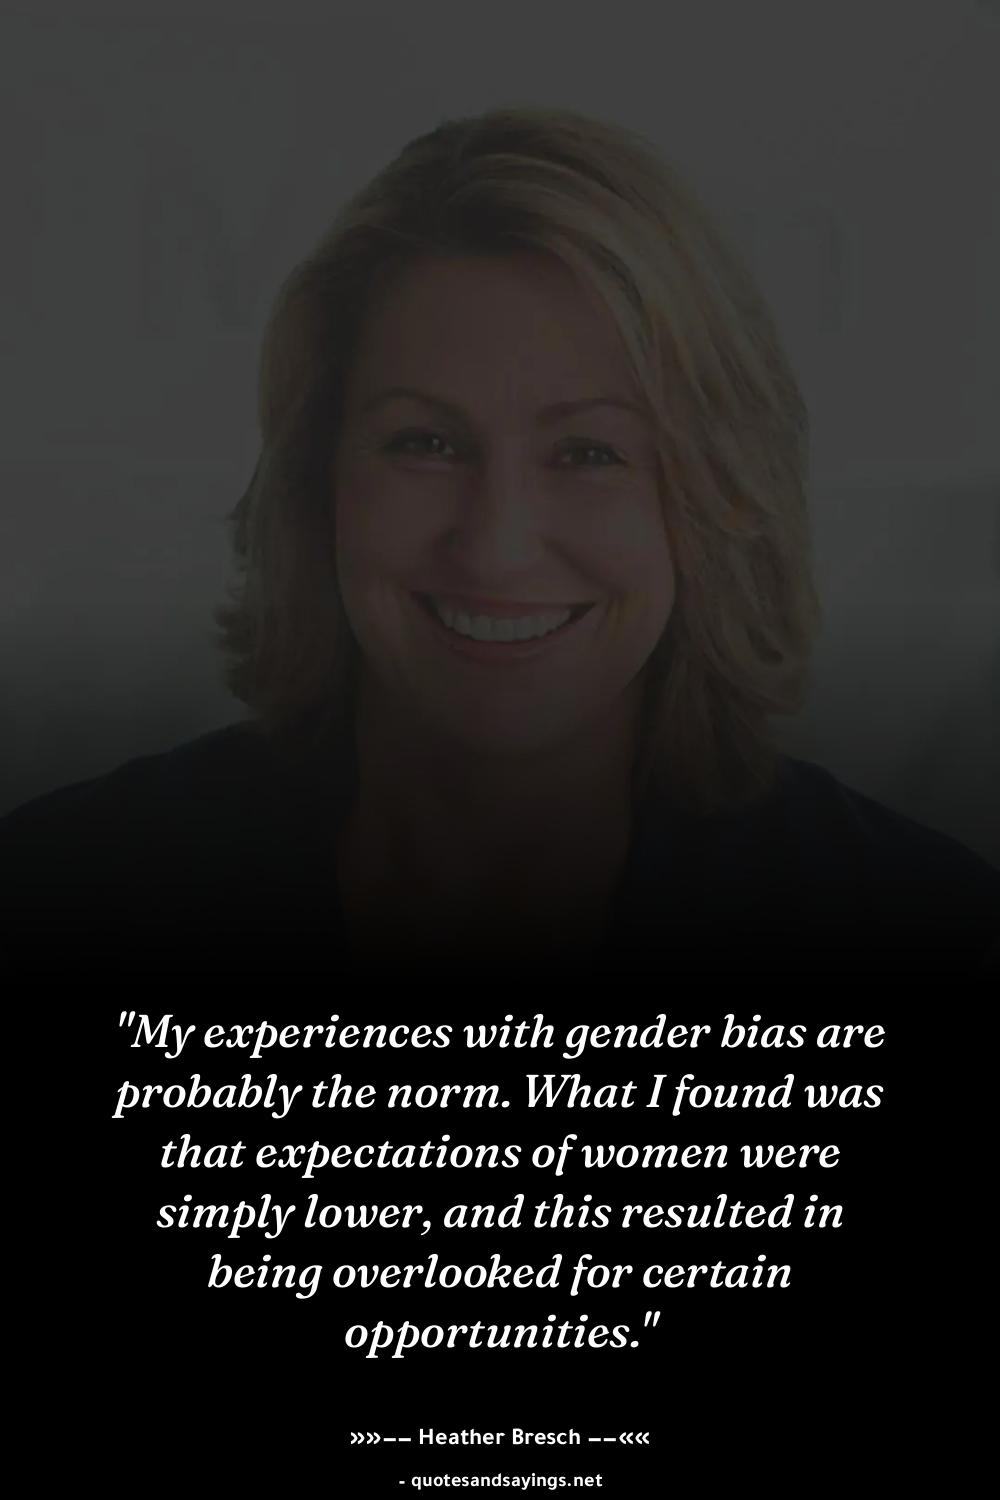 "My experiences with gender bias are
probably the norm. What I found was
that expectations of women were
simply lower, and this resulted in
being overlooked for certain
opportunities."
»»−− Heather Bresch −−««
- quotesandsayings.net